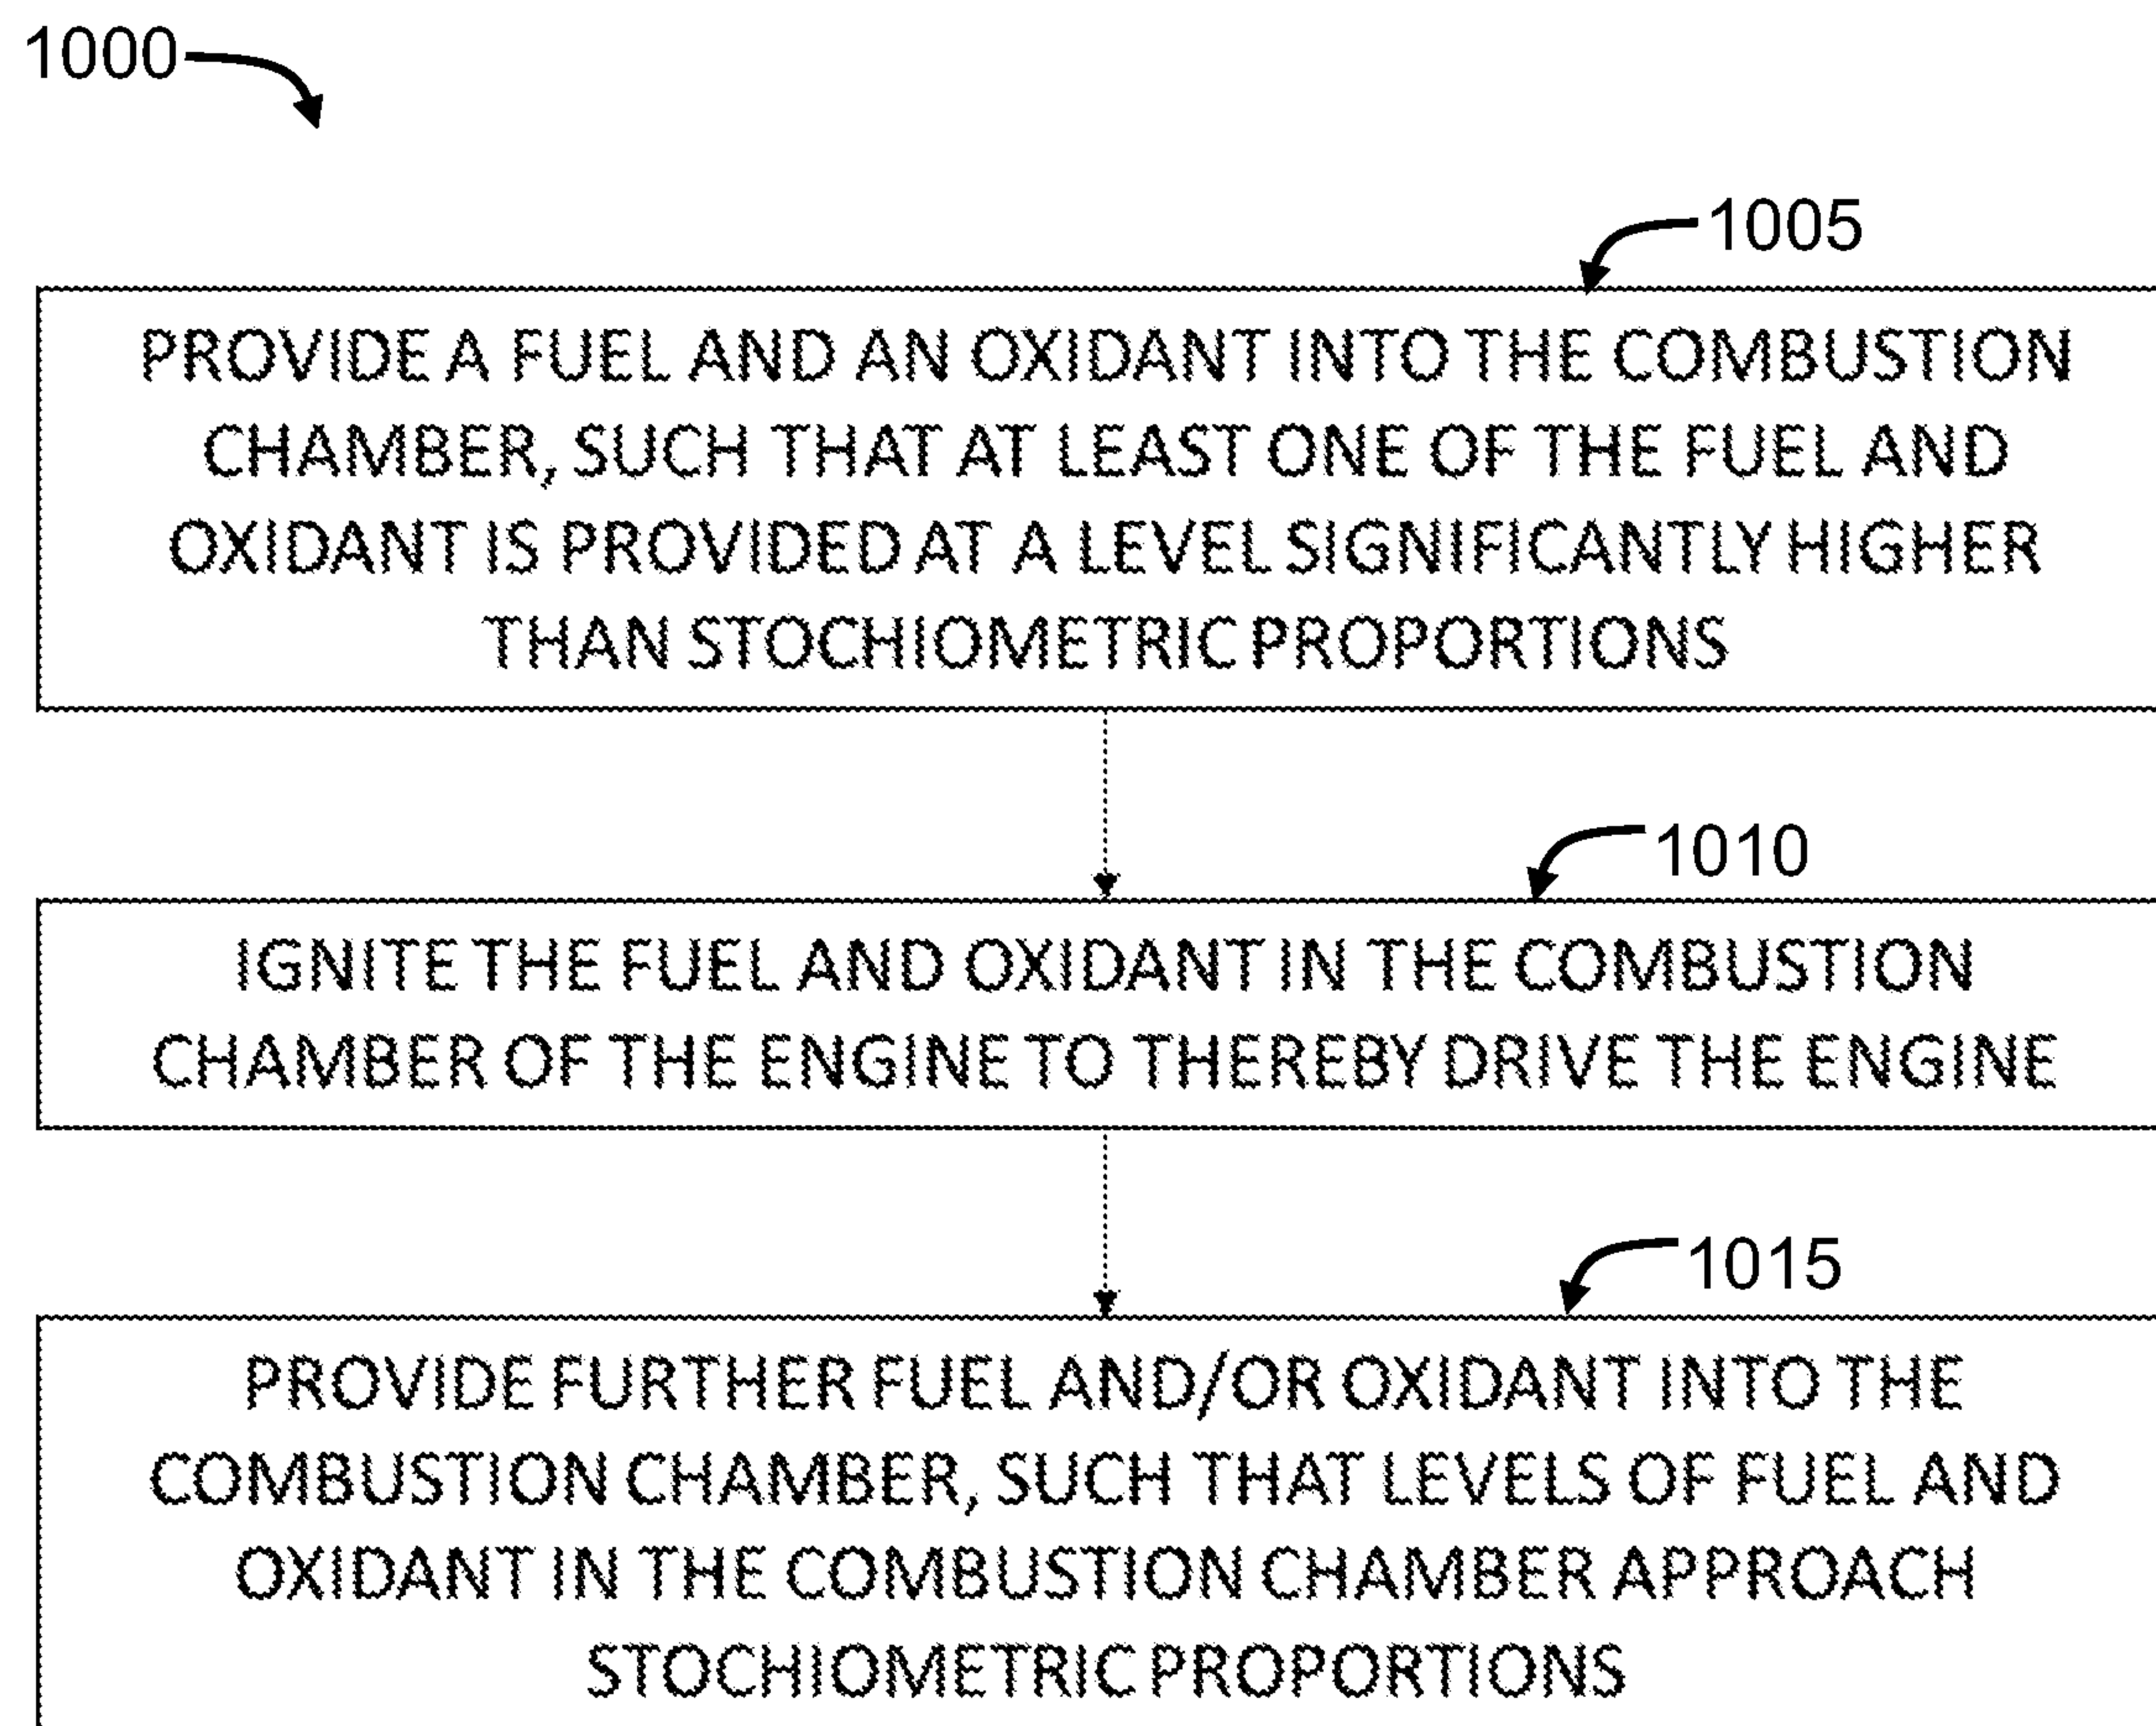 1000
1005
PROVIDE A FUEL AND AN OXIDANT INTO THE COMBUSTION
CHAMBER, SUCH THAT AT LEAST ONE OF THE FUEL AND
OXIDANT IS PROVIDED AT A LEVEL SIGNIFICANTLY HIGHER
THAN STOCHIOMETRIC PROPORTIONS
1010
IGNITE THE FUEL AND OXIDANT IN THE COMBUSTION
CHAMBER OF THE ENGINE TO THEREBY DRIVE THE ENGINE
1015
PROVIDE FURTHER FUEL AND/OR OXIDANT INTO THE
COMBUSTION CHAMBER, SUCH THAT LEVELS OF FUEL AND
OXIDANT IN THE COMBUSTION CHAMBER APPROACH
STOCHIOMETRIC PROPORTIONS